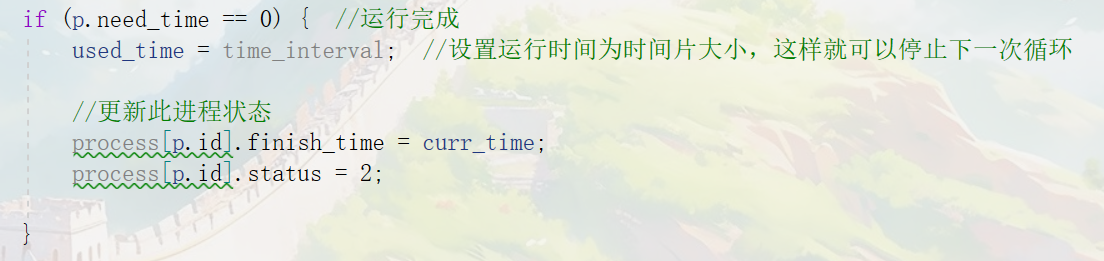 if (p.need_time == 0) {  //运行完成
    used_time = time_interval;  //设置运行时间为时间片大小，这样就可以停止下一次循环
    //更新此进程状态
    process[p.id].finish_time = curr_time;
    process[p.id].status = 2;
}